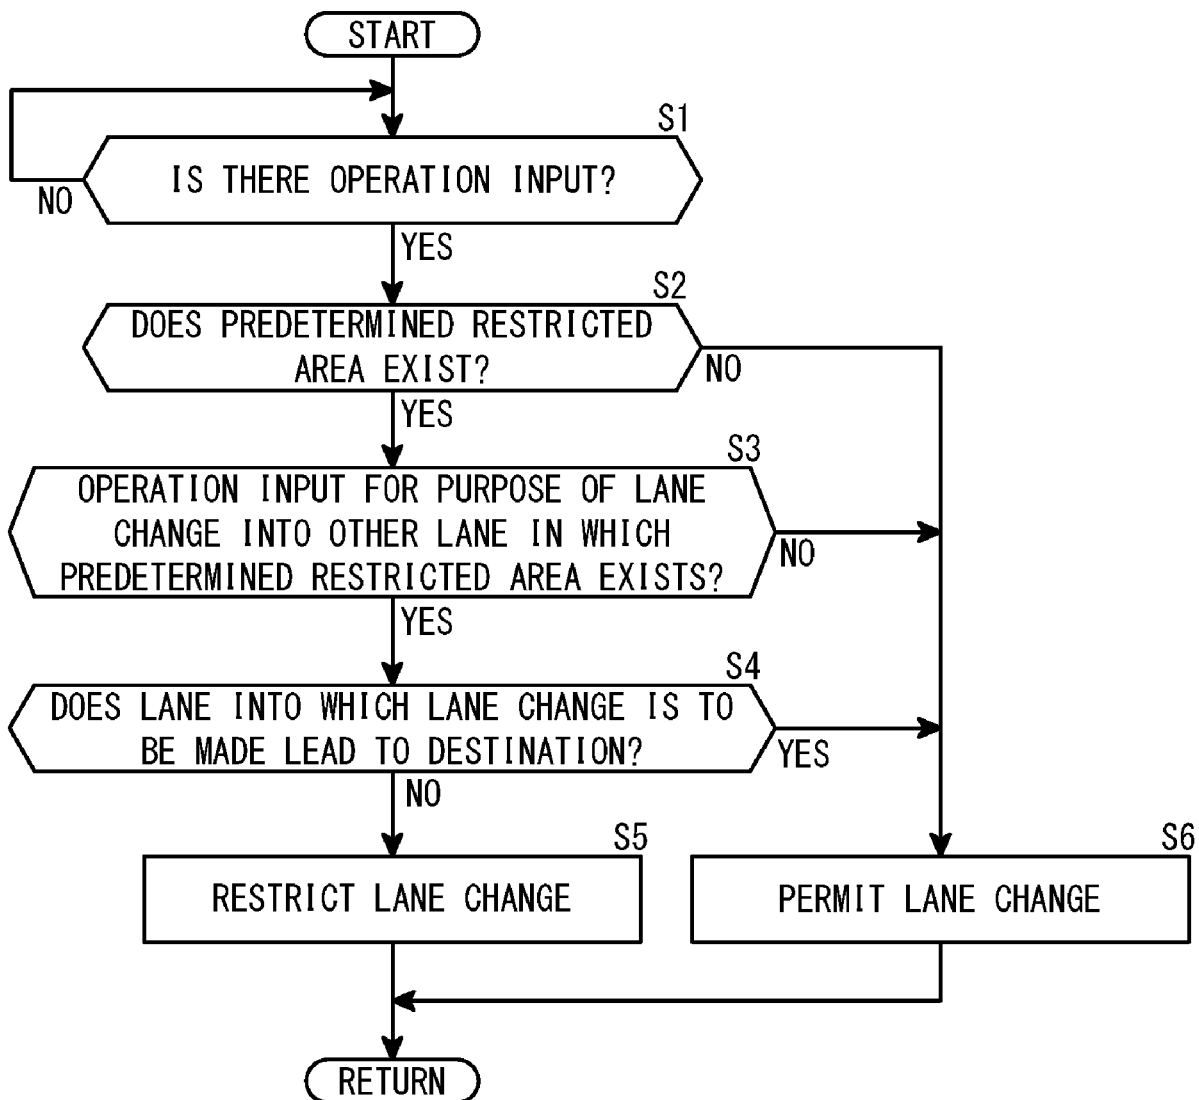 START
S1
IS THERE OPERATION INPUT?
NO
YES
S2
DOES PREDETERMINED RESTRICTED
AREA EXIST?
NO
YES
S3
OPERATION INPUT FOR PURPOSE OF LANE
CHANGE INTO OTHER LANE IN WHICH
PREDETERMINED RESTRICTED AREA EXISTS?
NO
YES
S4
DOES LANE INTO WHICH LANE CHANGE IS TO
BE MADE LEAD TO DESTINATION?
YES
NO
S5
RESTRICT LANE CHANGE
S6
PERMIT LANE CHANGE
RETURN